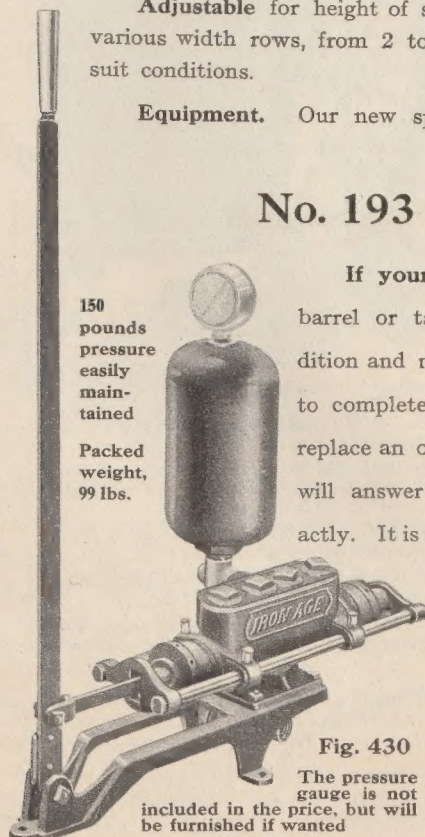 Adjustable for height of
various width rows, from 2 to
suit conditions.
Equipment. Our new
No. 193
If your
barrel or
dition and
to complete
replace an
will answer
actly. It is
150
pounds
pressure
easily
main-
tained
Packed
weight,
99 lbs.
IRON AGE
Fig. 430
The pressure
gauge is not
included in the price, but will
be furnished if wanted